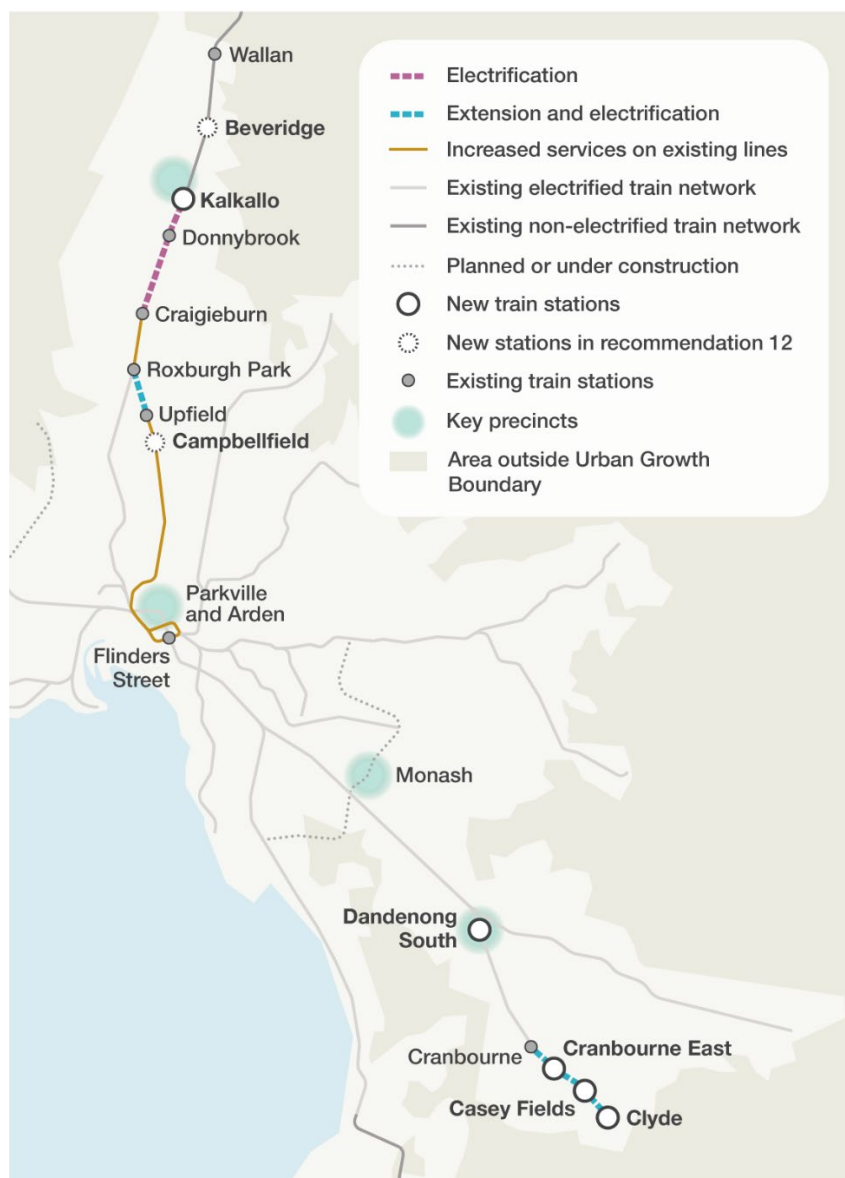 Wallan
Beveridge
Kalkallo
Donnybrook
Craigieburn
Roxburgh Park
Upfield
Campbellfield
Parkville
and Arden
Flinders
Street
Monash
Dandenong
South
Cranbourne
Cranbourne East
Casey Fields
Clyde
Electrification
Extension and electrification
Increased services on existing lines
Existing electrified train network
Existing non-electrified train network
Planned or under construction
New train stations
New stations in recommendation 12
Existing train stations
Key precincts
Area outside Urban Growth
Boundary